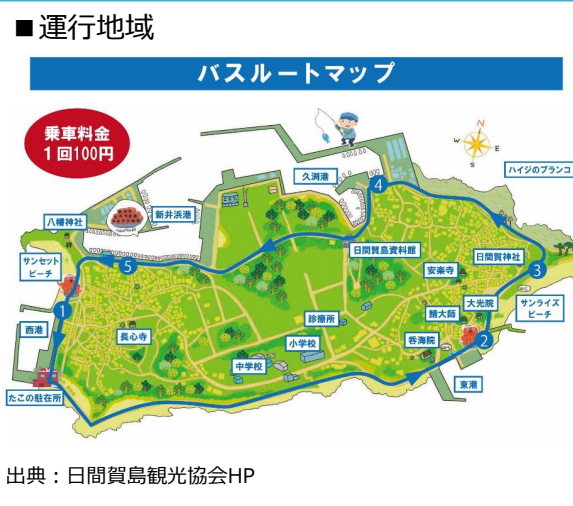 ■運行地域
バスルートマップ
乗車料金
1回100円
N
W
E
S
ハイジのブランコ
久渕港
4
八幡神社
新井浜港
日間賀島資料館
日間賀神社
サンセット
ビーチ
5
安楽寺
3
1
大光院
サンライズ
ビーチ
西港
診療所
鯖大師
長心寺
小学校
呑海院
2
中学校
東港
たこの駐在所
出典：日間賀島観光協会HP